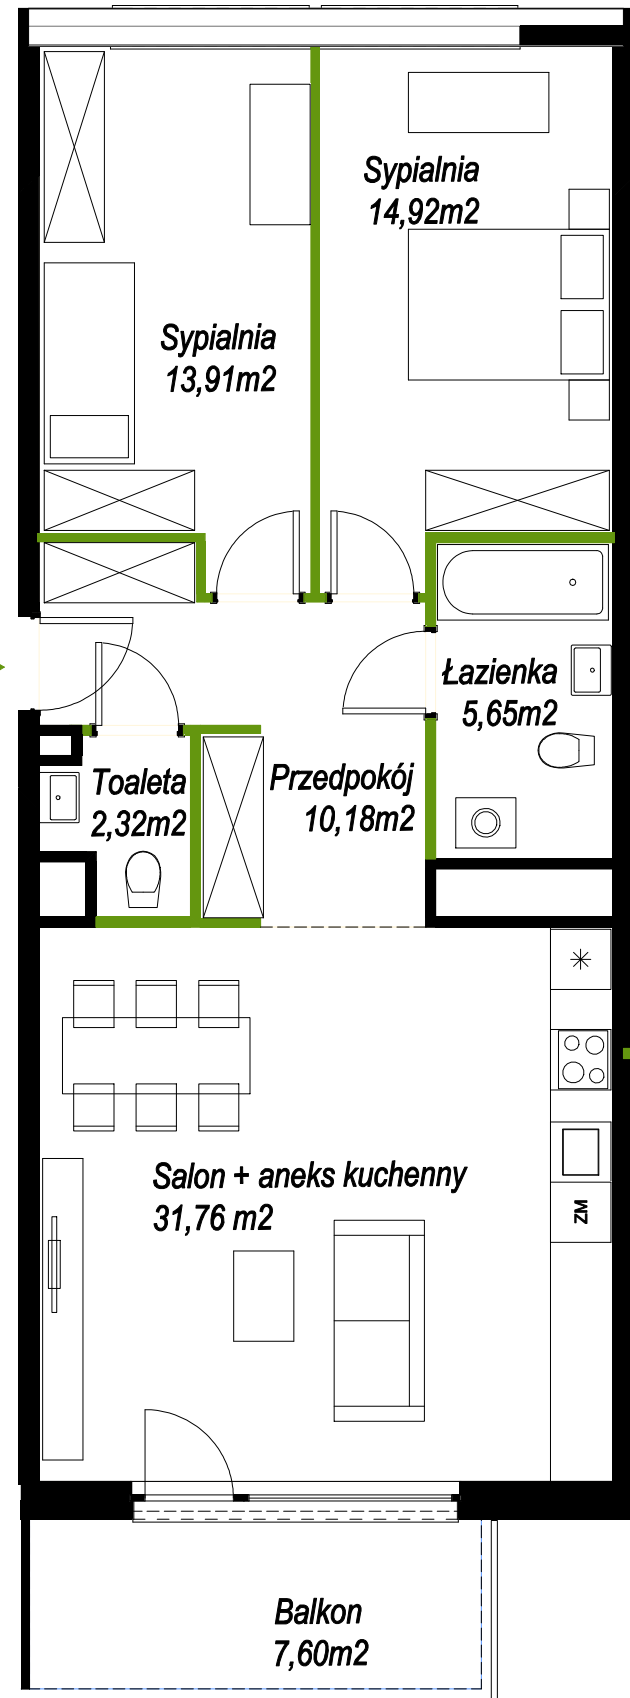 Sypialnia
14,92m2
Sypialnia
13,91m2
Łazienka
5,65m2
Toaleta
2,32m2
Przedpokój
10,18m2
Salon + aneks kuchenny
31,76 m2
ZM
Balkon
7,60m2